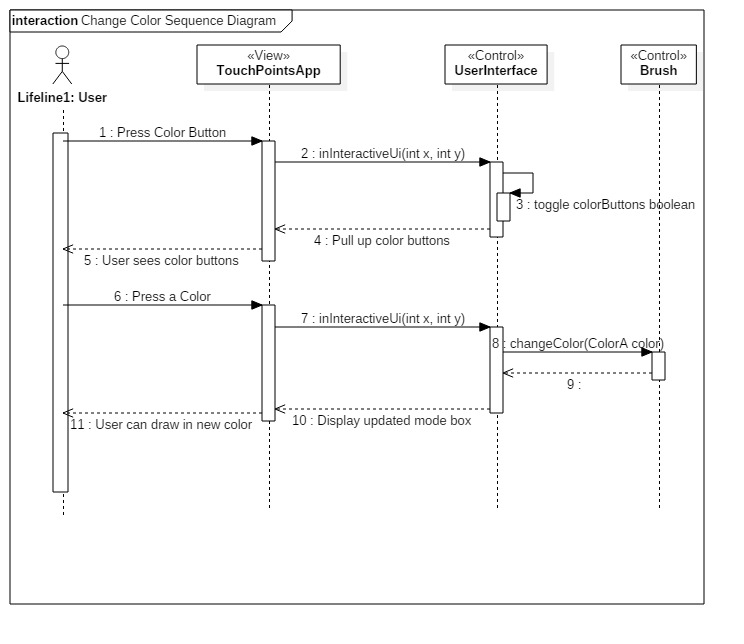 interaction Change Color Sequence Diagram
«View»
TouchPointsApp
«Control»
UserInterface
«Control»
Brush
Lifeline1: User
1 : Press Color Button
2 : inInteractiveUi(int x, int y)
3 : toggle colorButtons boolean
4 : Pull up color buttons
5 : User sees color buttons
6 : Press a Color
7 : inInteractiveUi(int x, int y)
8 : changeColor(ColorA color)
9 :
10 : Display updated mode box
11 : User can draw in new color